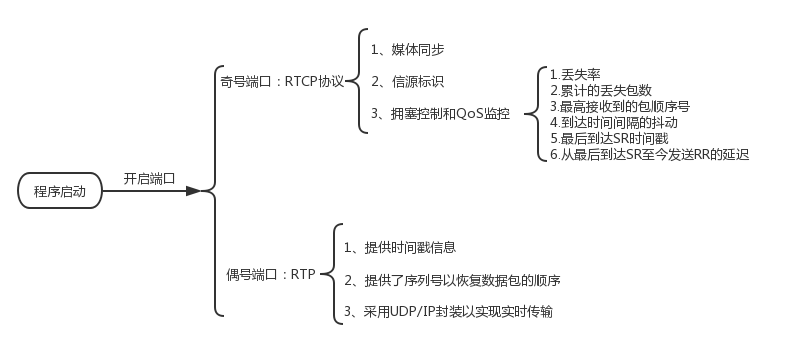 程序启动
开启端口
奇号端口：RTCP协议
1、媒体同步
2、信源标识
3、拥塞控制和QoS监控
1.丢失率
2.累计的丢失包数
3.最高接收到的包顺序号
4.到达时间间隔的抖动
5.最后到达SR时间戳
6.从最后到达SR至今发送RR的延迟
偶号端口：RTP
1、提供时间戳信息
2、提供了序列号以恢复数据包的顺序
3、采用UDP/IP封装以实现实时传输